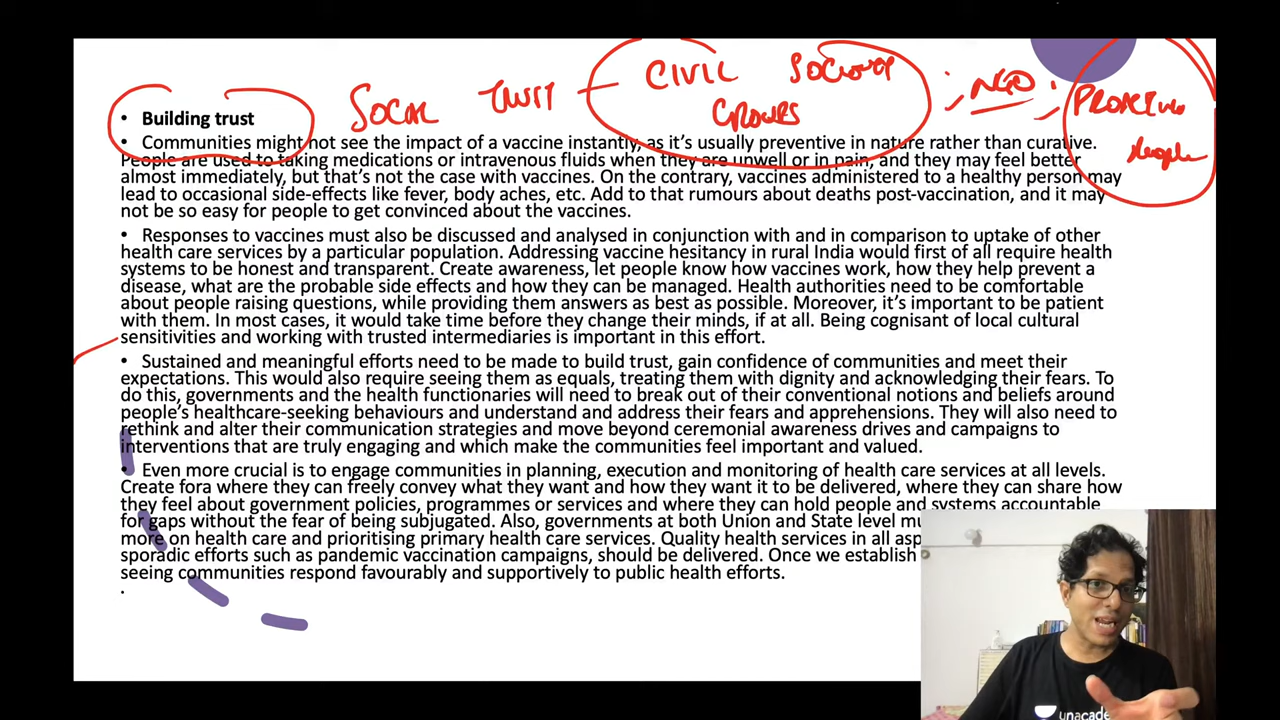 CIVIL SOCIETY
SOCIAL TRUST - GROUPS ; NGO ; PROACTIVE
People
• Building trust
• Communities might not see the impact of a vaccine instantly, as it's usually preventive in nature rather than curative.
People are used to taking medications or intravenous fluids when they are unwell or in pain, and they may feel better
almost immediately, but that's not the case with vaccines. On the contrary, vaccines administered to a healthy person may
lead to occasional side-effects like fever, body aches, etc. Add to that rumours about deaths post-vaccination, and it may
not be so easy for people to get convinced about the vaccines.
• Responses to vaccines must also be discussed and analysed in conjunction with and in comparison to uptake of other
health care services by a particular population. Addressing vaccine hesitancy in rural India would first of all require health
systems to be honest and transparent. Create awareness, let people know how vaccines work, how they help prevent a
disease, what are the probable side effects and how they can be managed. Health authorities need to be comfortable
about people raising questions, while providing them answers as best as possible. Moreover, it's important to be patient
with them. In most cases, it would take time before they change their minds, if at all. Being cognisant of local cultural
sensitivities and working with trusted intermediaries is important in this effort.
• Sustained and meaningful efforts need to be made to build trust, gain confidence of communities and meet their
expectations. This would also require seeing them as equals, treating them with dignity and acknowledging their fears. To
do this, governments and the health functionaries will need to break out of their conventional notions and beliefs around
people's healthcare-seeking behaviours and understand and address their fears and apprehensions. They will also need to
rethink and alter their communication strategies and move beyond ceremonial awareness drives and campaigns to
interventions that are truly engaging and which make the communities feel important and valued.
• Even more crucial is to engage communities in planning, execution and monitoring of health care services at all levels.
Create fora where they can freely convey what they want and how they want it to be delivered, where they can share how
they feel about government policies, programmes or services and where they can hold people and systems accountable
for gaps without the fear of being subjugated. Also, governments at both Union and State level
more on health care and prioritising primary health care services. Quality health services in all
sporadic efforts such as pandemic vaccination campaigns, should be delivered. Once we establish
seeing communities respond favourably and supportively to public health efforts.
unacade